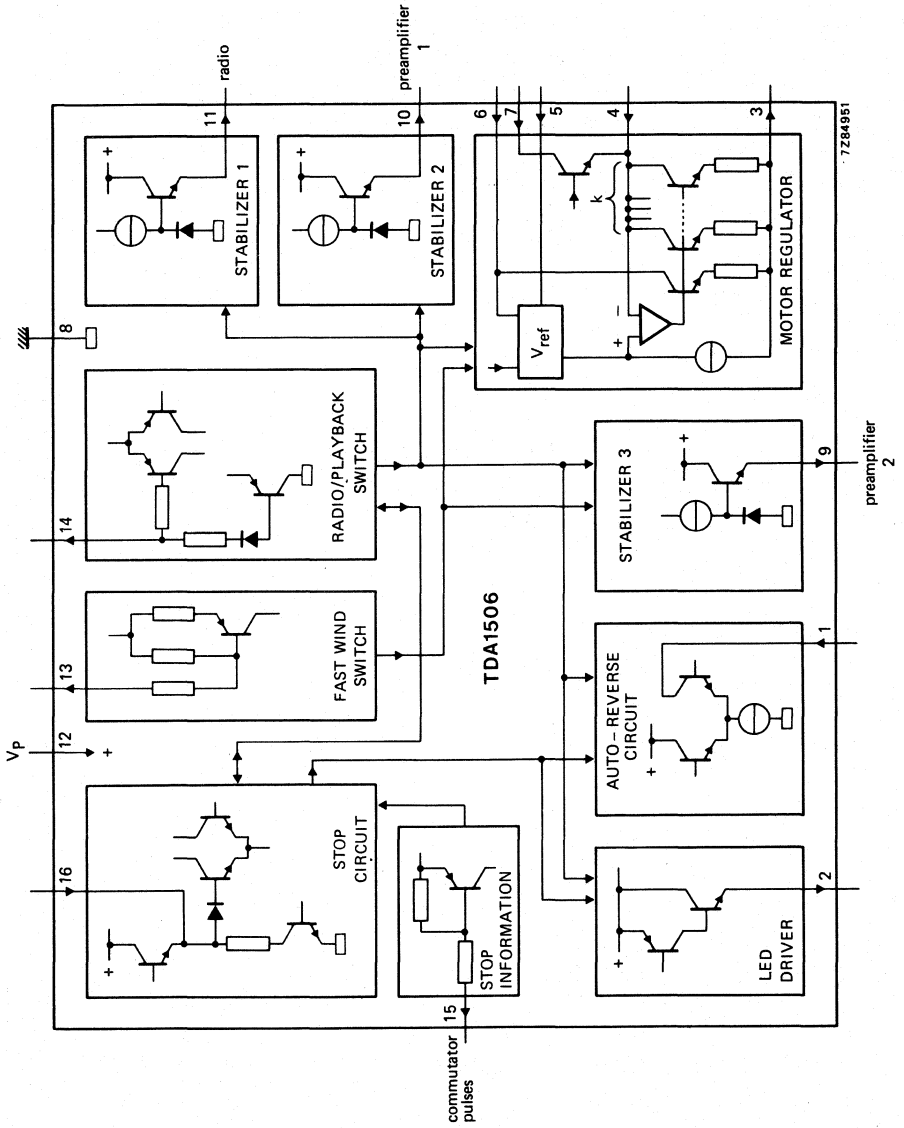 radio
preamplifier
1
11
10
6
7
5
4
3
7Z84951
+
STABILIZER 1
+
STABILIZER 2
k
Vref
+
−
MOTOR REGULATOR
8
14
RADIO/PLAYBACK
SWITCH
+
STABILIZER 3
9
preamplifier
2
13
FAST WIND
SWITCH
TDA1506
VP
12
+
+
AUTO-REVERSE
CIRCUIT
1
16
+
STOP
CIRCUIT
STOP
INFORMATION
15
commutator
pulses
+
LED
DRIVER
2